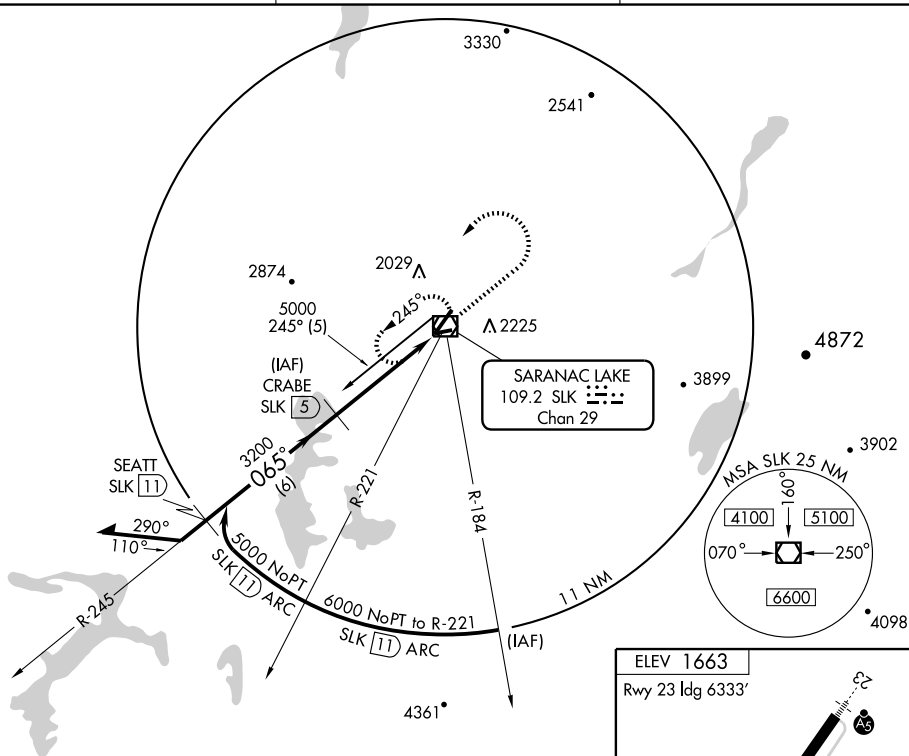 3330
2541
2874
2029
5000
245° (5)
245°
2225
4872
(IAF)
CRABE
SLK 5
SARANAC LAKE
109.2 SLK
Chan 29
3899
3902
3200
065°
(6)
SEATT
SLK 11
R-221
R-184
MSA SLK 25 NM
160°
4100
5100
070°
250°
6600
290°
110°
5000 NoPT
SLK 11 ARC
6000 NoPT to R-221
SLK 11 ARC
11 NM
(IAF)
R-245
4098
4361
ELEV 1663
Rwy 23 ldg 6333'
23
A5